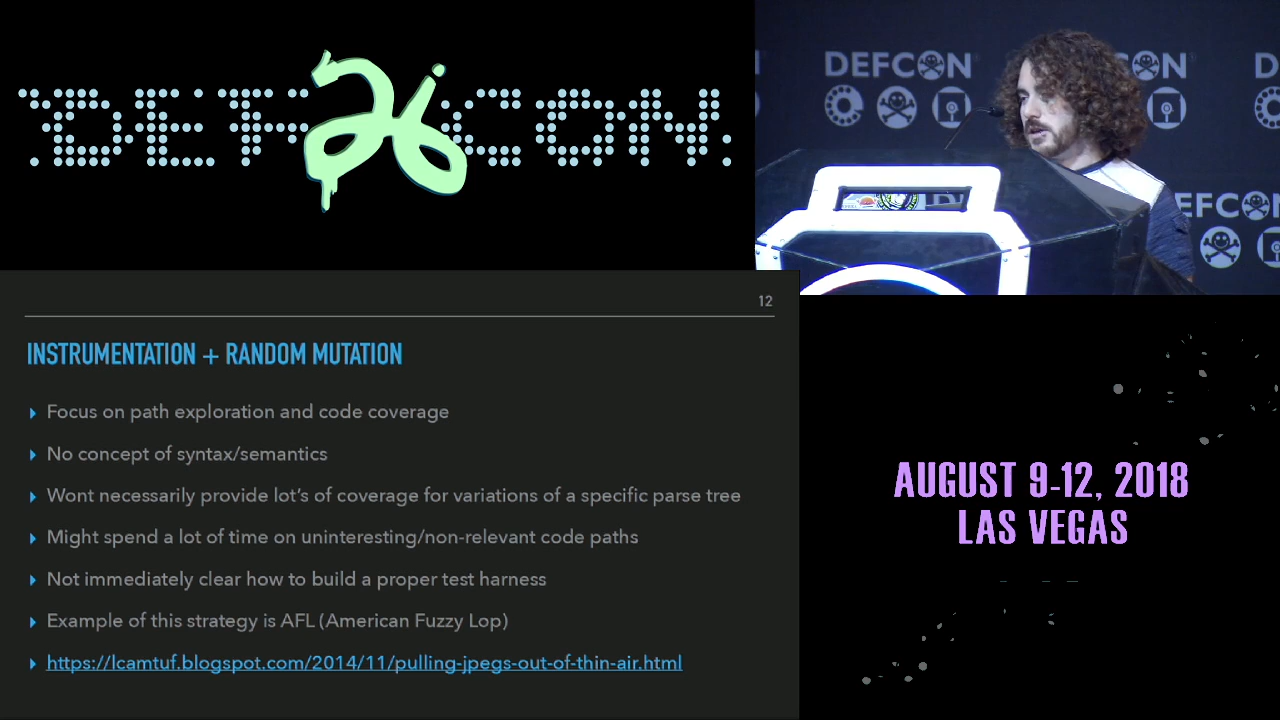 DEF 26 CON
DEFCON
CON
D
EFCON
12
INSTRUMENTATION + RANDOM MUTATION
Focus on path exploration and code coverage
No concept of syntax/semantics
Wont necessarily provide lot's of coverage for variations of a specific parse tree
Might spend a lot of time on uninteresting/non-relevant code paths
Not immediately clear how to build a proper test harness
Example of this strategy is AFL (American Fuzzy Lop)
https://lcamtuf.blogspot.com/2014/11/pulling-jpegs-out-of-thin-air.html
AUGUST 9-12, 2018
LAS VEGAS